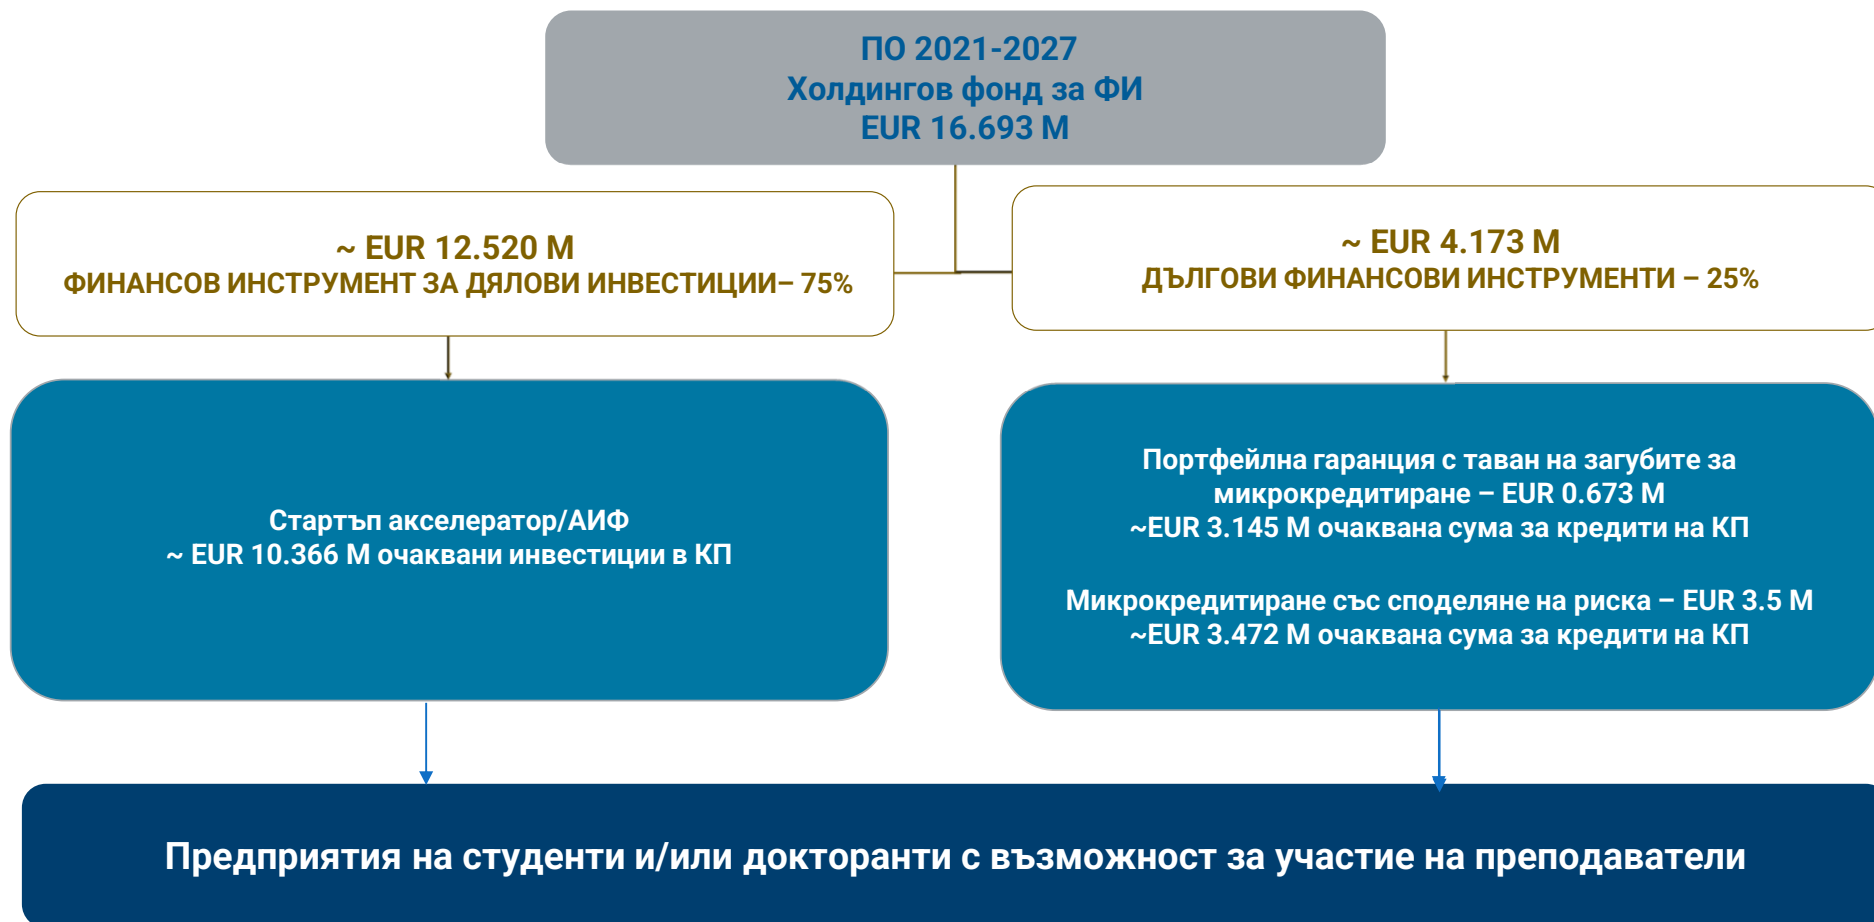 ПО 2021-2027
Холдингов фонд за ФИ
EUR 16.693 М
~ EUR 12.520 М
ФИНАНСОВ ИНСТРУМЕНТ ЗА ДЯЛОВИ ИНВЕСТИЦИИ– 75%
~ EUR 4.173 М
ДЪЛГОВИ ФИНАНСОВИ ИНСТРУМЕНТИ – 25%
Стартъп акселератор/АИФ
~ EUR 10.366 М очаквани инвестиции в КП
Портфейлна гаранция с таван на загубите за
микрокредитиране – EUR 0.673 М
~EUR 3.145 М очаквана сума за кредити на КП
Микрокредитиране със споделяне на риска – EUR 3.5 М
~EUR 3.472 М очаквана сума за кредити на КП
Предприятия на студенти и/или докторанти с възможност за участие на преподаватели